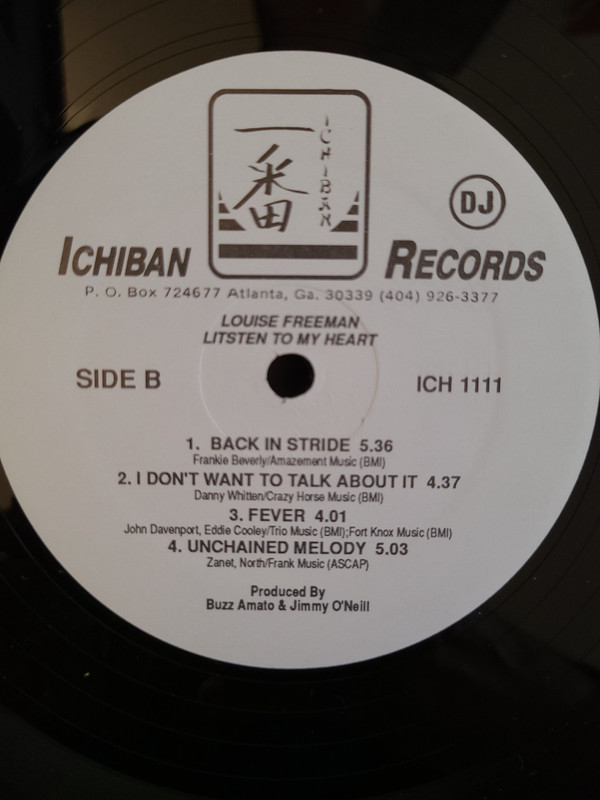 一番
ICHIBAN
DJ
ICHIBAN RECORDS
P. O. Box 724677 Atlanta, Ga. 30339 (404) 926-3377
LOUISE FREEMAN
LITSTEN TO MY HEART
SIDE B
ICH 1111
1. BACK IN STRIDE 5.36
Frankie Beverly/Amazement Music (BMI)
2. I DON'T WANT TO TALK ABOUT IT 4.37
Danny Whitten/Crazy Horse Music (BMI)
3. FEVER 4.01
John Davenport, Eddie Cooley/Trio Music (BMI);Fort Knox Music (BMI)
4. UNCHAINED MELODY 5.03
Zanet, North/Frank Music (ASCAP)
Produced By
Buzz Amato & Jimmy O'Neill